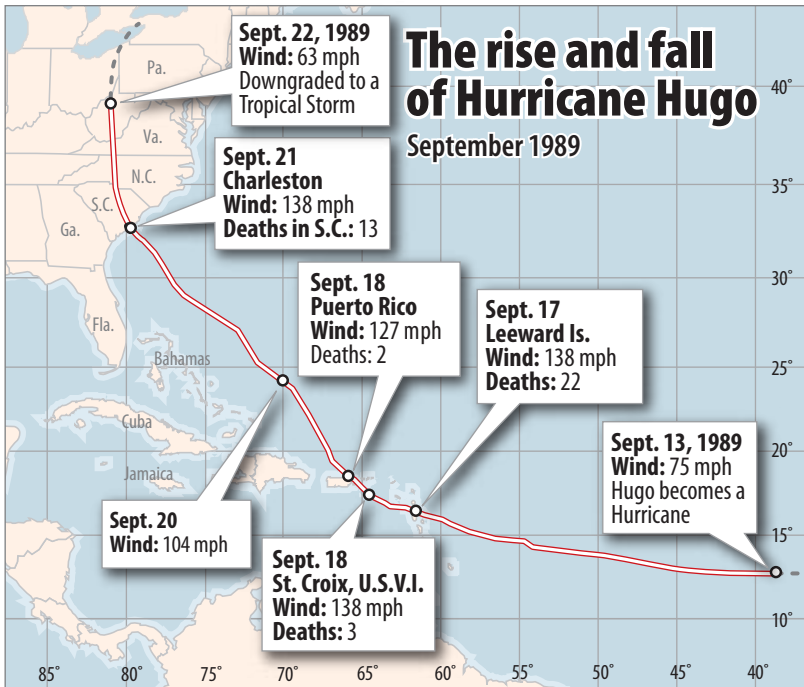 The rise and fall
of Hurricane Hugo
September 1989
Sept. 22, 1989
Wind: 63 mph
Downgraded to a
Tropical Storm
Sept. 21
Charleston
Wind: 138 mph
Deaths in S.C.: 13
Sept. 18
Puerto Rico
Wind: 127 mph
Deaths: 2
Sept. 17
Leeward Is.
Wind: 138 mph
Deaths: 22
Sept. 13, 1989
Wind: 75 mph
Hugo becomes a
Hurricane
Sept. 20
Wind: 104 mph
Sept. 18
St. Croix, U.S.V.I.
Wind: 138 mph
Deaths: 3
Pa.
Va.
N.C.
S.C.
Ga.
Fla.
Bahamas
Cuba
Jamaica
40°
35°
30°
25°
20°
15°
10°
85° 80° 75° 70° 65° 60° 55° 50° 45° 40°